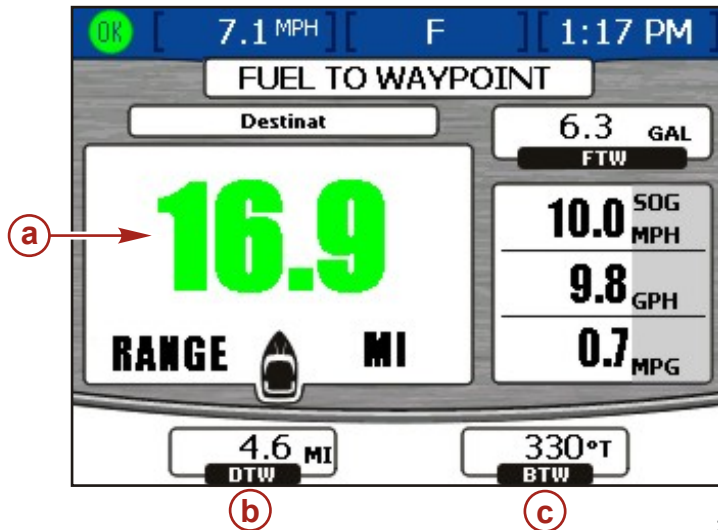 OK [ 7.1 MPH ][ F ][ 1:17 PM ]
FUEL TO WAYPOINT
Destinat
6.3 GAL
FTW
a
16.9
RANGE MI
10.0 SOG MPH
9.8 GPH
0.7 MPG
4.6 MI
DTW
330°T
BTW
b
c